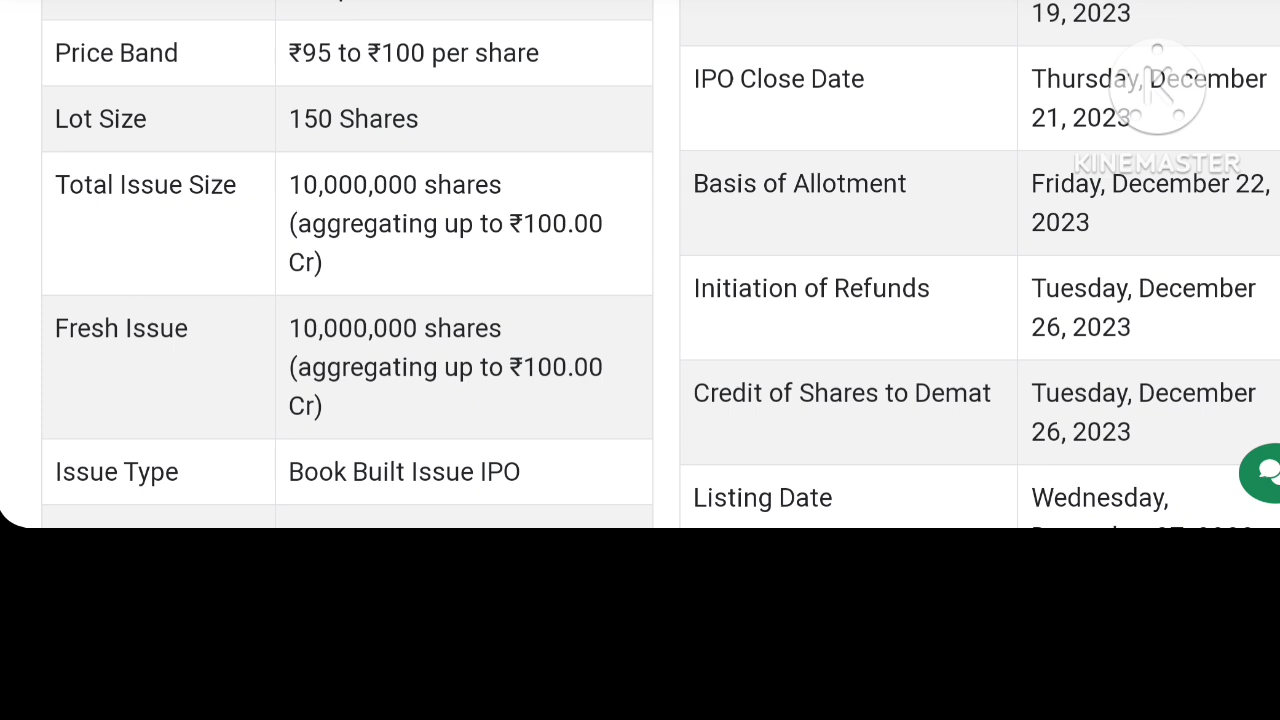 Price Band
₹95 to ₹100 per share
Lot Size
150 Shares
Total Issue Size
10,000,000 shares
(aggregating up to ₹100.00
Cr)
Fresh Issue
10,000,000 shares
(aggregating up to ₹100.00
Cr)
Issue Type
Book Built Issue IPO
19, 2023
IPO Close Date
Thursday, December
21, 2023
Basis of Allotment
Friday, December 22,
2023
Initiation of Refunds
Tuesday, December
26, 2023
Credit of Shares to Demat
Tuesday, December
26, 2023
Listing Date
Wednesday,
KINEMASTER